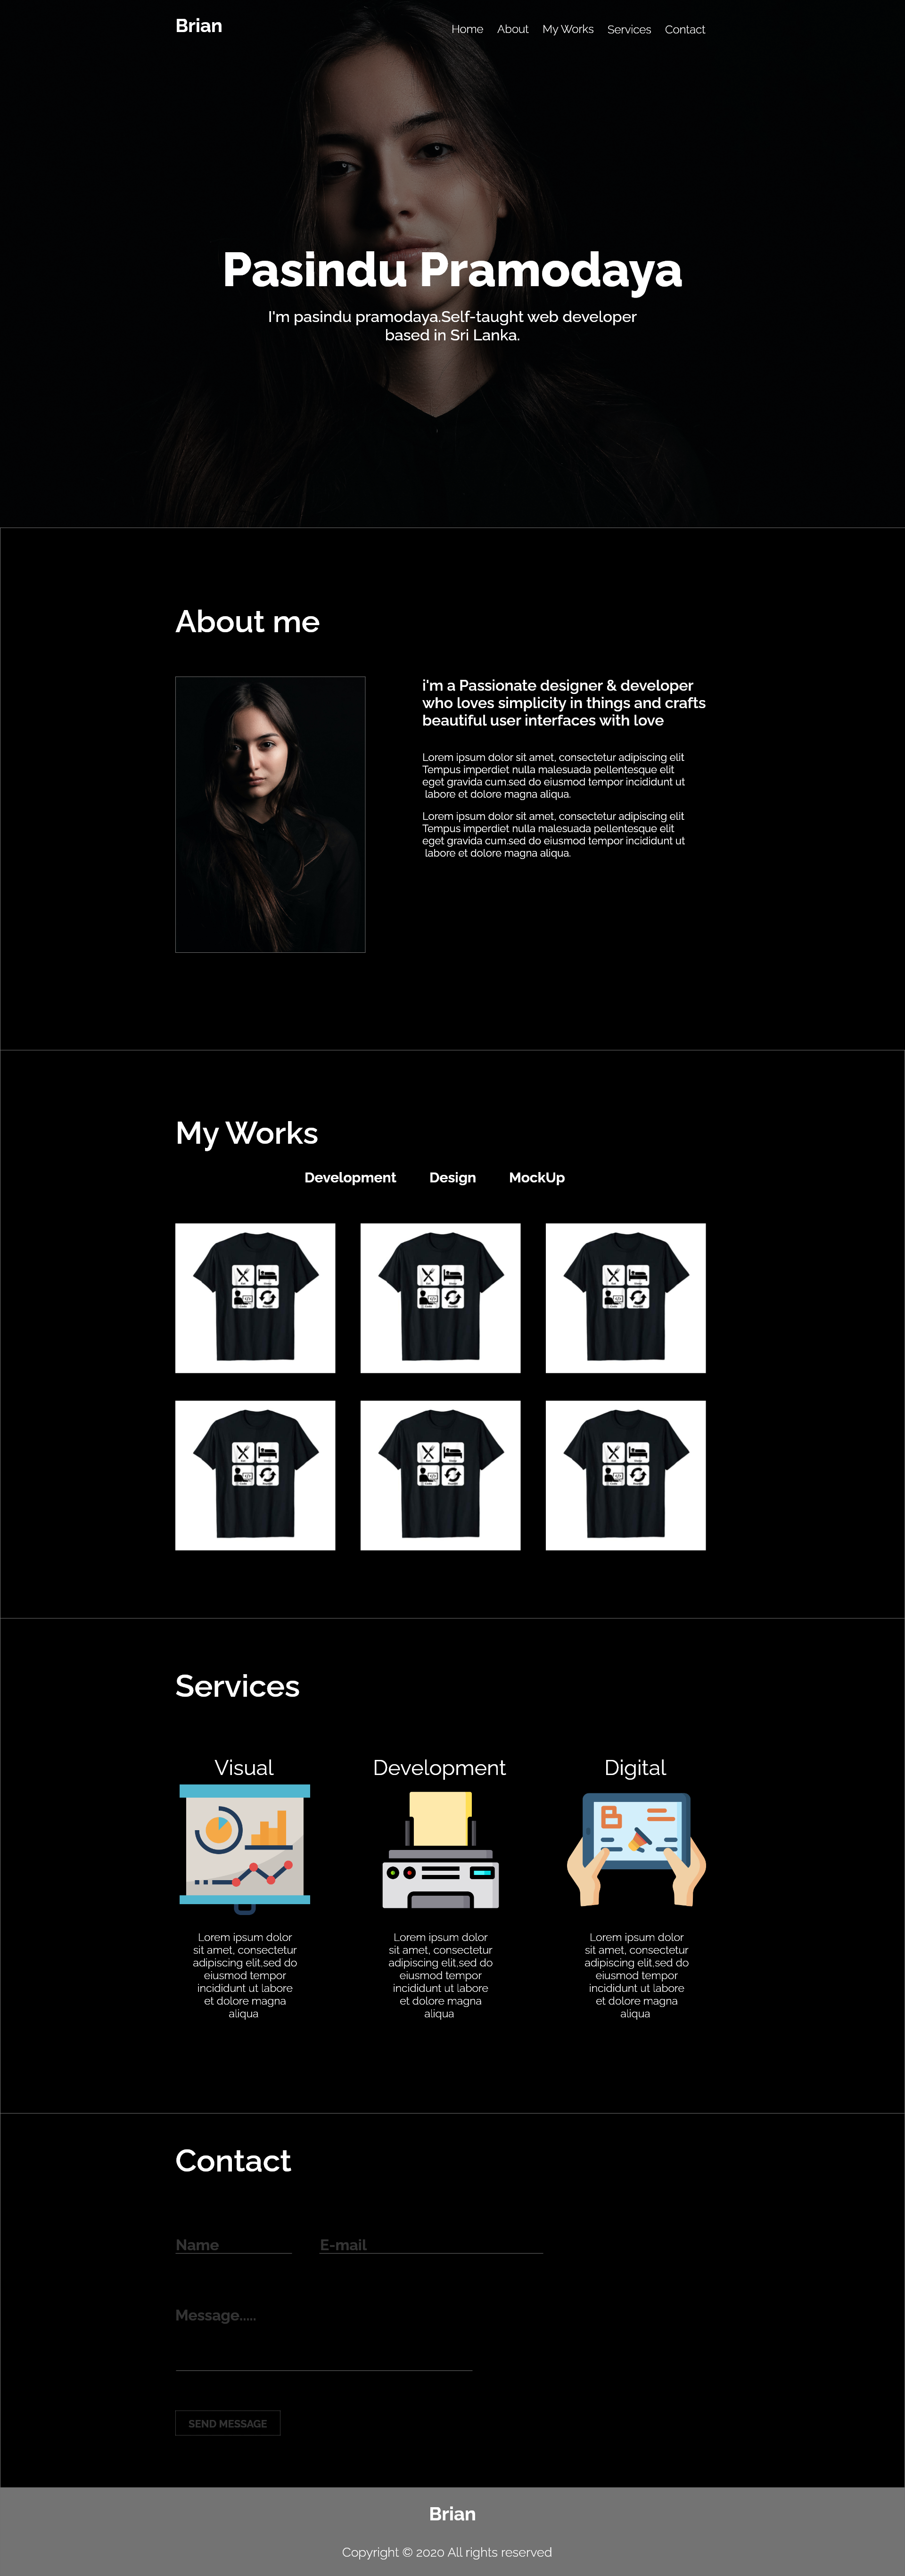 Brian
Home About My Works Services Contact
Pasindu Pramodaya
I'm pasindu pramodaya.Self-taught web developer
based in Sri Lanka.
About me
i'm a Passionate designer & developer
who loves simplicity in things and crafts
beautiful user interfaces with love
Lorem ipsum dolor sit amet, consectetur adipiscing elit
Tempus imperdiet nulla malesuada pellentesque elit
eget gravida cum.sed do eiusmod tempor incididunt ut
labore et dolore magna aliqua.
Lorem ipsum dolor sit amet, consectetur adipiscing elit
Tempus imperdiet nulla malesuada pellentesque elit
eget gravida cum.sed do eiusmod tempor incididunt ut
labore et dolore magna aliqua.
My Works
Development Design MockUp
Services
Visual
Lorem ipsum dolor
sit amet, consectetur
adipiscing elit,sed do
eiusmod tempor
incididunt ut labore
et dolore magna
aliqua
Development
Lorem ipsum dolor
sit amet, consectetur
adipiscing elit,sed do
eiusmod tempor
incididunt ut labore
et dolore magna
aliqua
Digital
Lorem ipsum dolor
sit amet, consectetur
adipiscing elit,sed do
eiusmod tempor
incididunt ut labore
et dolore magna
aliqua
Contact
Name E-mail
Message.....
SEND MESSAGE
Brian
Copyright © 2020 All rights reserved